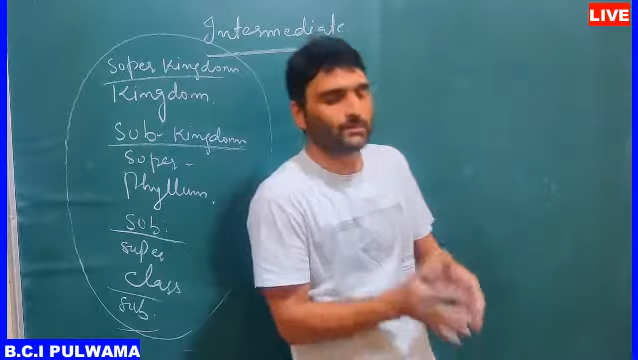 LIVE
Intermediate
Super Kingdom
Kingdom.
Sub-Kingdom
Super -
Phyllum.
Sub.
Super
Class
Sub.
B.C.I PULWAMA